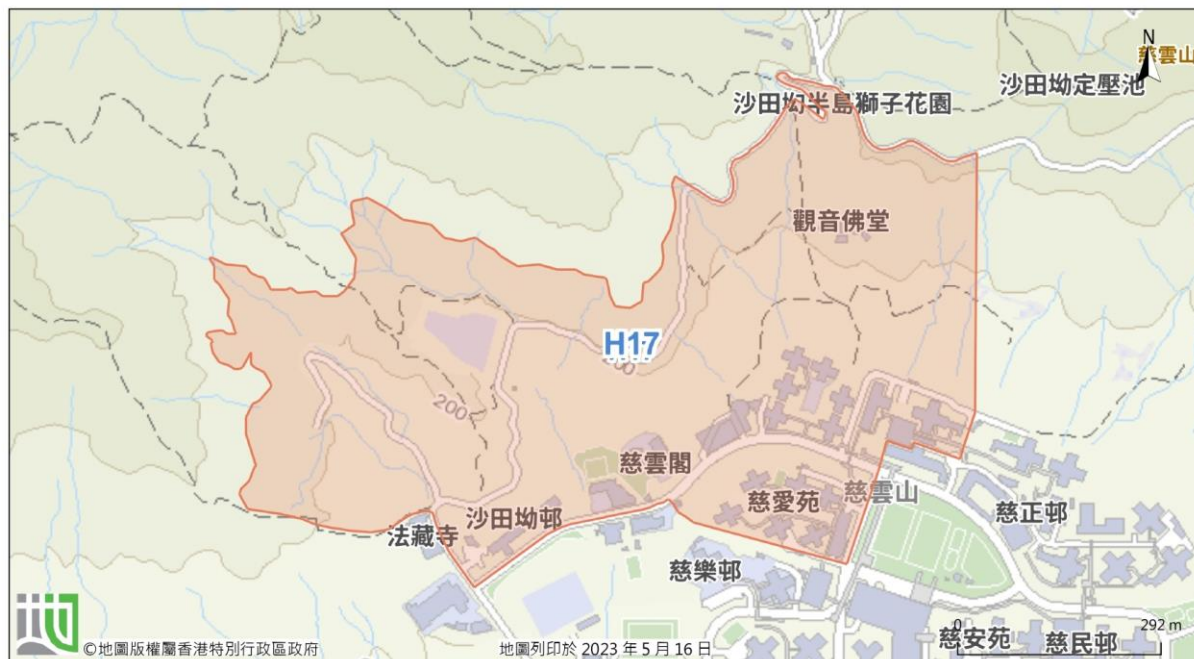 N
慈雲山
沙田坳定壓池
沙田坳半島獅子花園
觀音佛堂
H17
200
慈雲閣
慈愛苑
慈雲山
沙田坳邨
法藏寺
慈正邨
慈樂邨
慈安苑
慈民邨
0
292 m
©地圖版權屬香港特別行政區政府
地圖列印於 2023 年 5 月 16 日